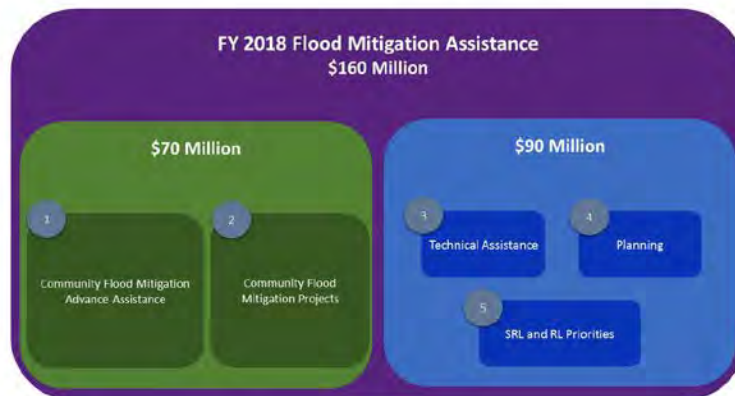 FY 2018 Flood Mitigation Assistance
$160 Million
$70 Million
1
Community Flood Mitigation
Advance Assistance
2
Community Flood
Mitigation Projects
$90 Million
3
Technical Assistance
4
Planning
5
SRL and RL Priorities